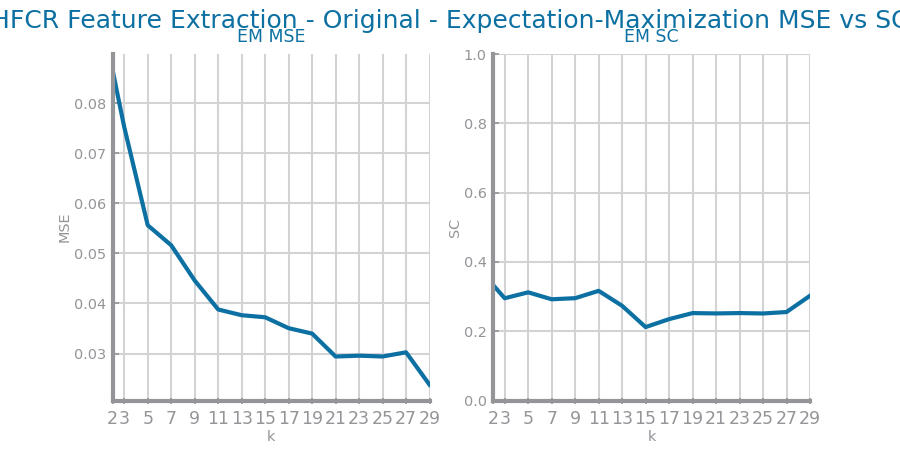 HFCR Feature Extraction - Original - Expectation-Maximization MSE vs SC
EM MSE
EM SC
MSE
0.08
0.07
0.06
0.05
0.04
0.03
2 3 5 7 9 11 13 15 17 19 21 23 25 27 29
k
SC
1.0
0.8
0.6
0.4
0.2
0.0
2 3 5 7 9 11 13 15 17 19 21 23 25 27 29
k